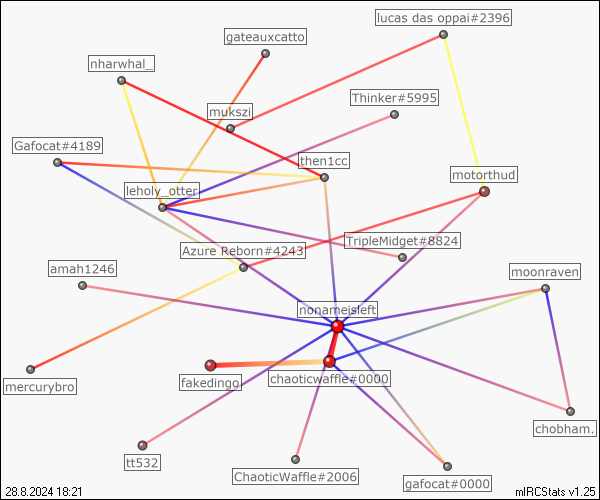 lucas das oppai#2396
gateauxcatto
nharwhal_
Thinker#5995
mukszi
Gafocat#4189
then1cc
motorthud
leholy_otter
TripleMidget#8824
Azure Reborn#4243
amah1246
moonraven
nonameisleft
chaoticwaffle#0000
fakedingo
mercurybro
chobham.
tt532
ChaoticWaffle#2006
gafocat#0000
28.8.2024 18:21
mIRCStats v1.25